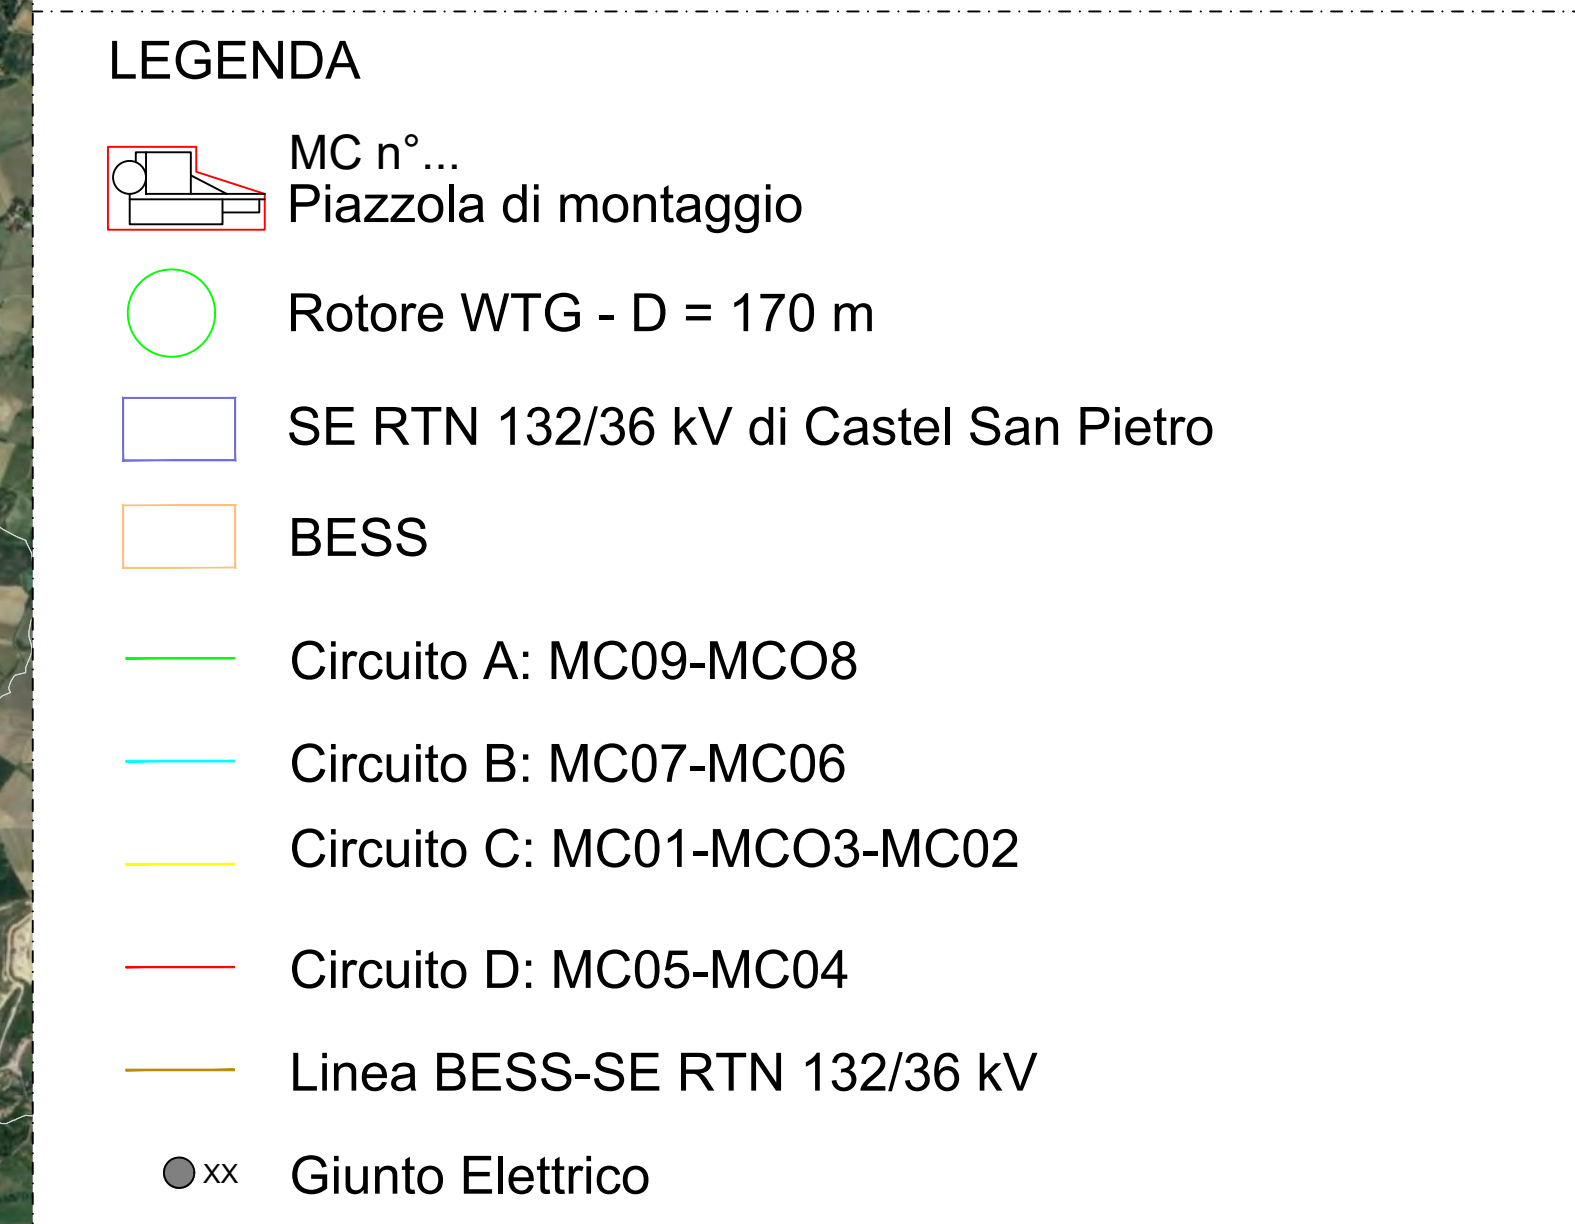 LEGENDA
MC n°...
Piazzola di montaggio
Rotore WTG - D = 170 m
SE RTN 132/36 kV di Castel San Pietro
BESS
Circuito A: MC09-MCO8
Circuito B: MC07-MC06
Circuito C: MC01-MCO3-MC02
Circuito D: MC05-MC04
Linea BESS-SE RTN 132/36 kV
xx Giunto Elettrico